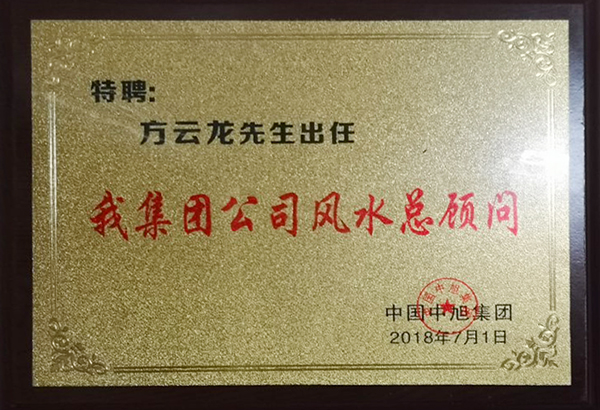 特聘:
方云龙先生出任
我集团公司风水总顾问
中国中旭集团
2018年7月1日